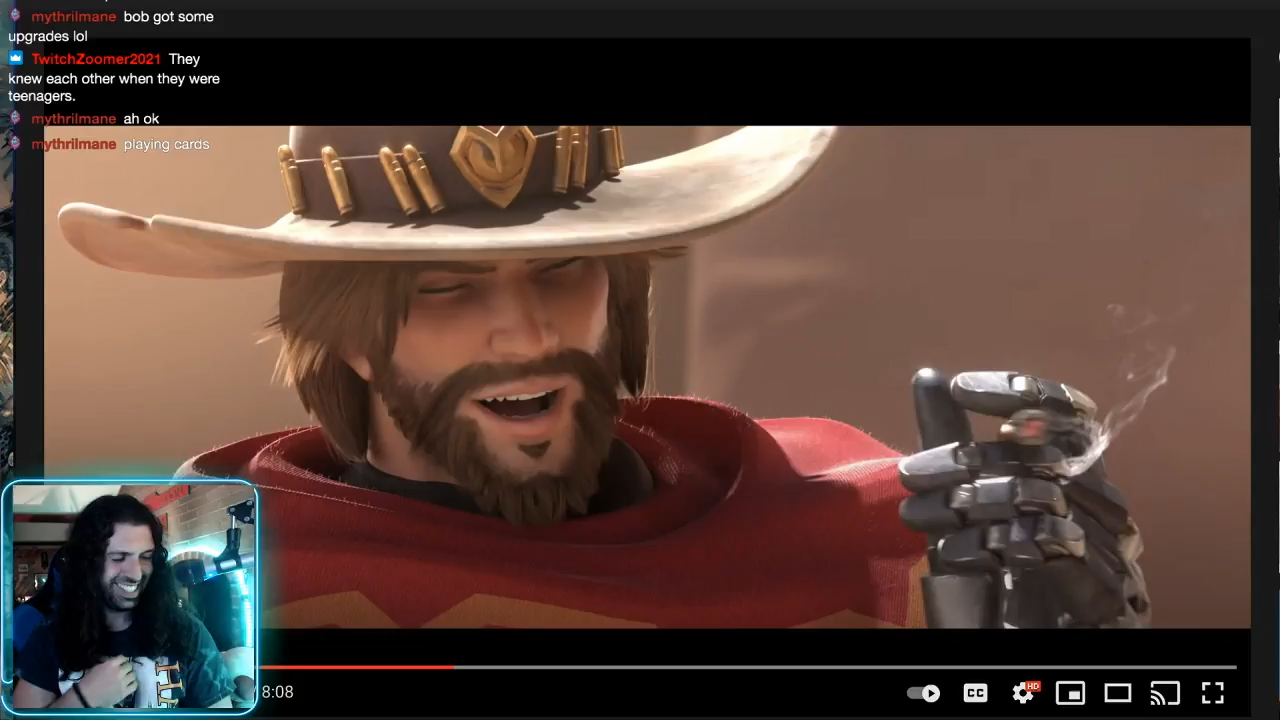 mythrilmane bob got some
upgrades lol
TwitchZoomer2021 They
knew each other when they were
teenagers.
mythrilmane ah ok
mythrilmane playing cards
8:08
CC
HD